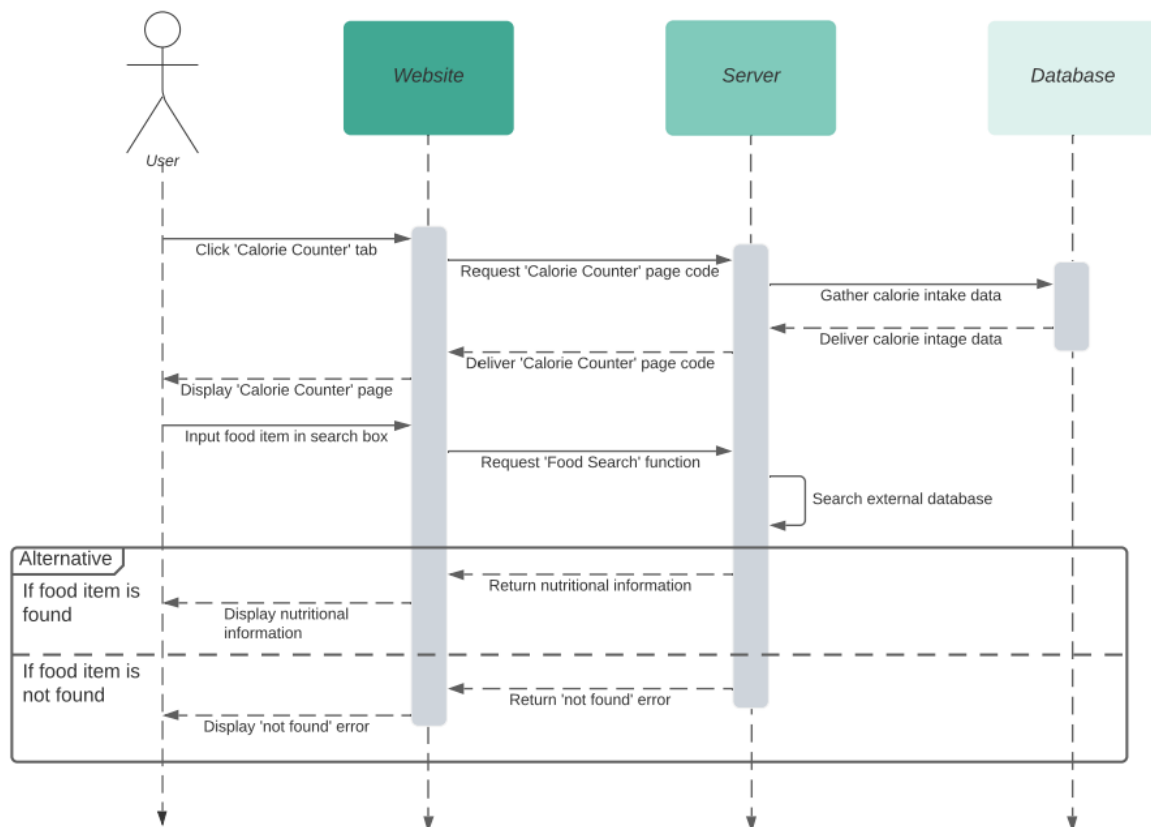 User
Website
Server
Database
Click 'Calorie Counter' tab
Request 'Calorie Counter' page code
Gather calorie intake data
Deliver calorie intage data
Deliver 'Calorie Counter' page code
Display 'Calorie Counter' page
Input food item in search box
Request 'Food Search' function
Search external database
Alternative
If food item is
found
Return nutritional information
Display nutritional
information
If food item is
not found
Return 'not found' error
Display 'not found' error